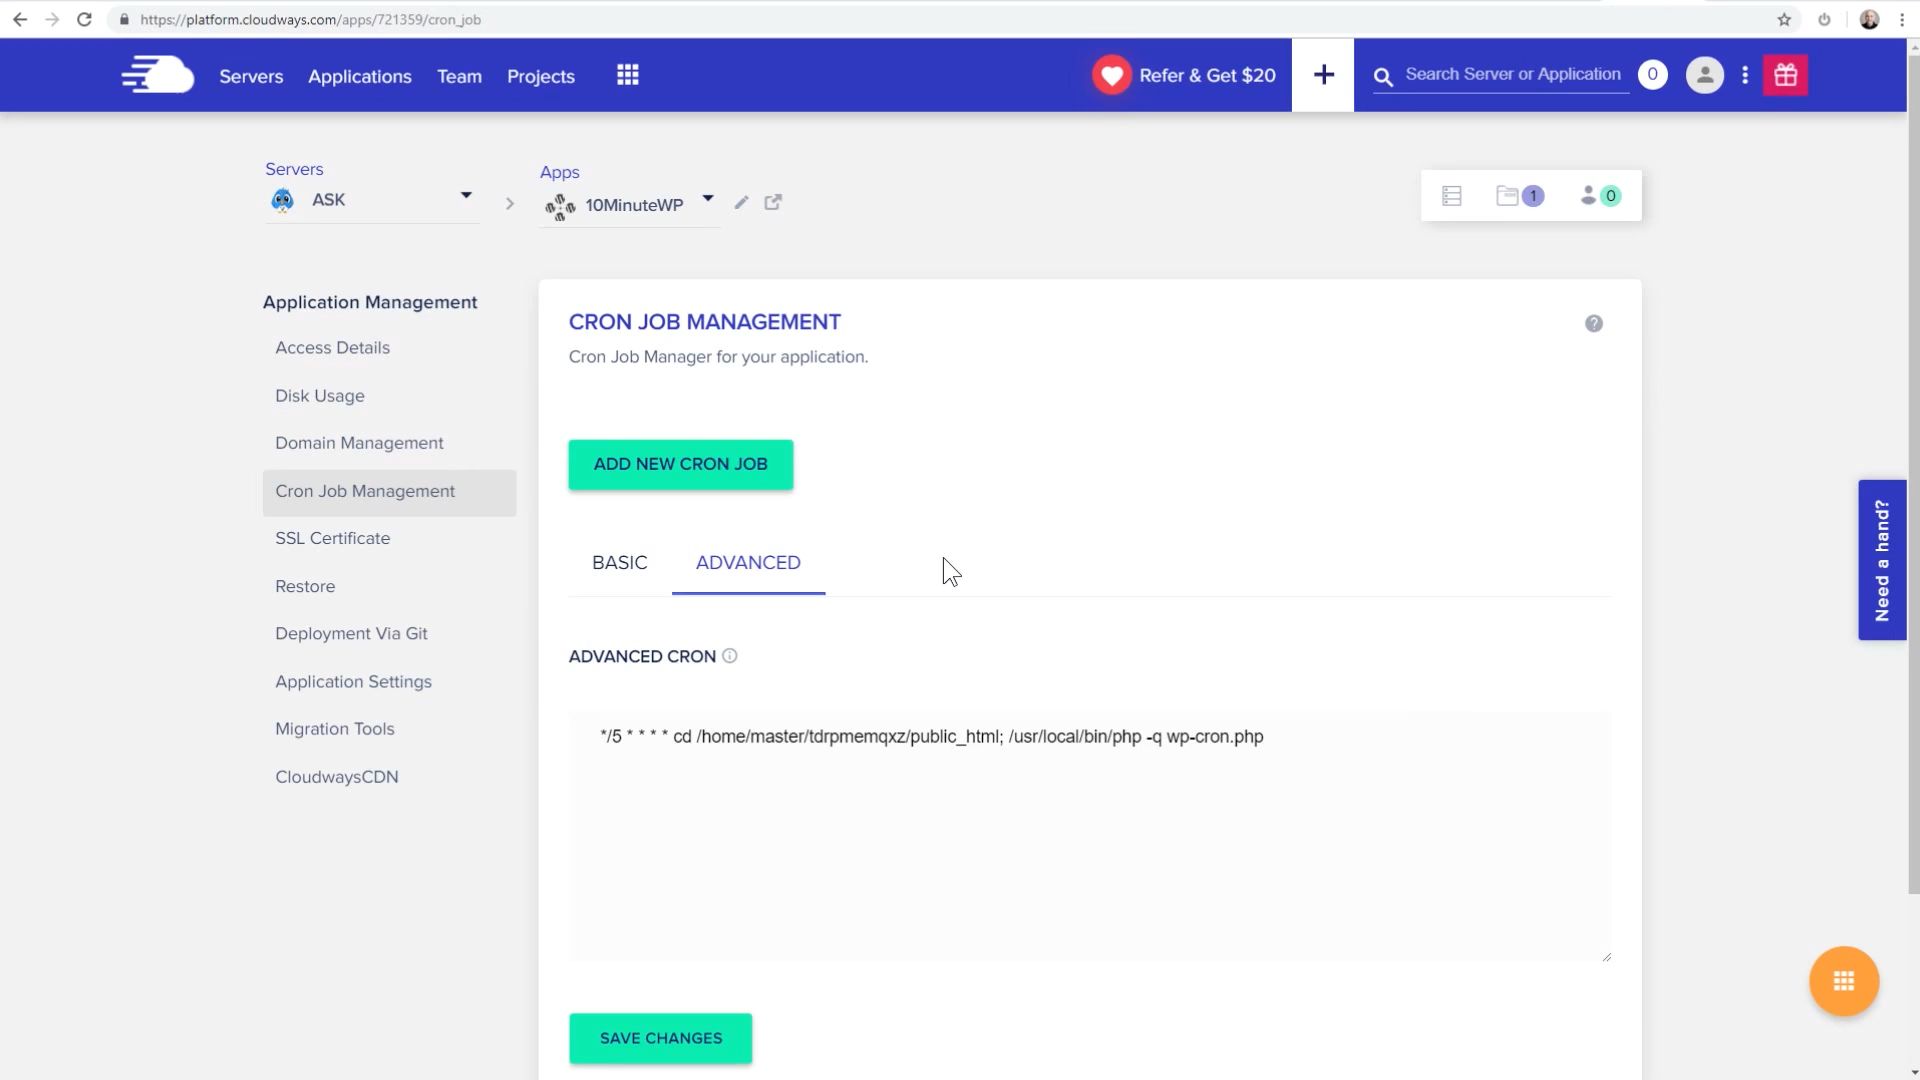 https://platform.cloudways.com/apps/721359/cron_job
Servers Applications Team Projects Refer & Get $20 Search Server or Application 0
Servers
ASK
Apps
10MinuteWP
1 0
Application Management
Access Details
Disk Usage
Domain Management
Cron Job Management
SSL Certificate
Restore
Deployment Via Git
Application Settings
Migration Tools
CloudwaysCDN
CRON JOB MANAGEMENT
Cron Job Manager for your application.
ADD NEW CRON JOB
BASIC ADVANCED
ADVANCED CRON
*/5 * * * * cd /home/master/tdrpmemqxz/public_html; /usr/local/bin/php -q wp-cron.php
SAVE CHANGES
Need a hand?